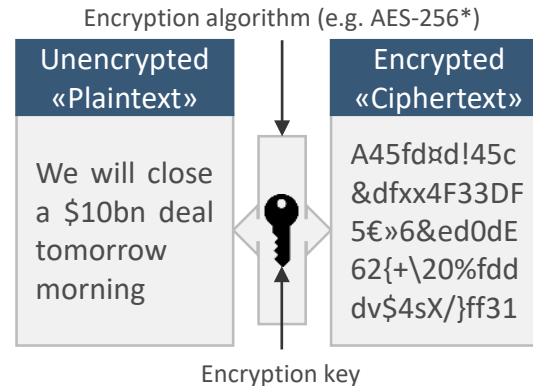 Encryption algorithm (e.g. AES-256*)
Unencrypted
«Plaintext»
We will close
a $10bn deal
tomorrow
morning
Encrypted
«Ciphertext»
A45fd¤d!45c
&dfxx4F33DF
5€»6&ed0dE
62{+\20%fdd
dv$4sX/}ff31
Encryption key